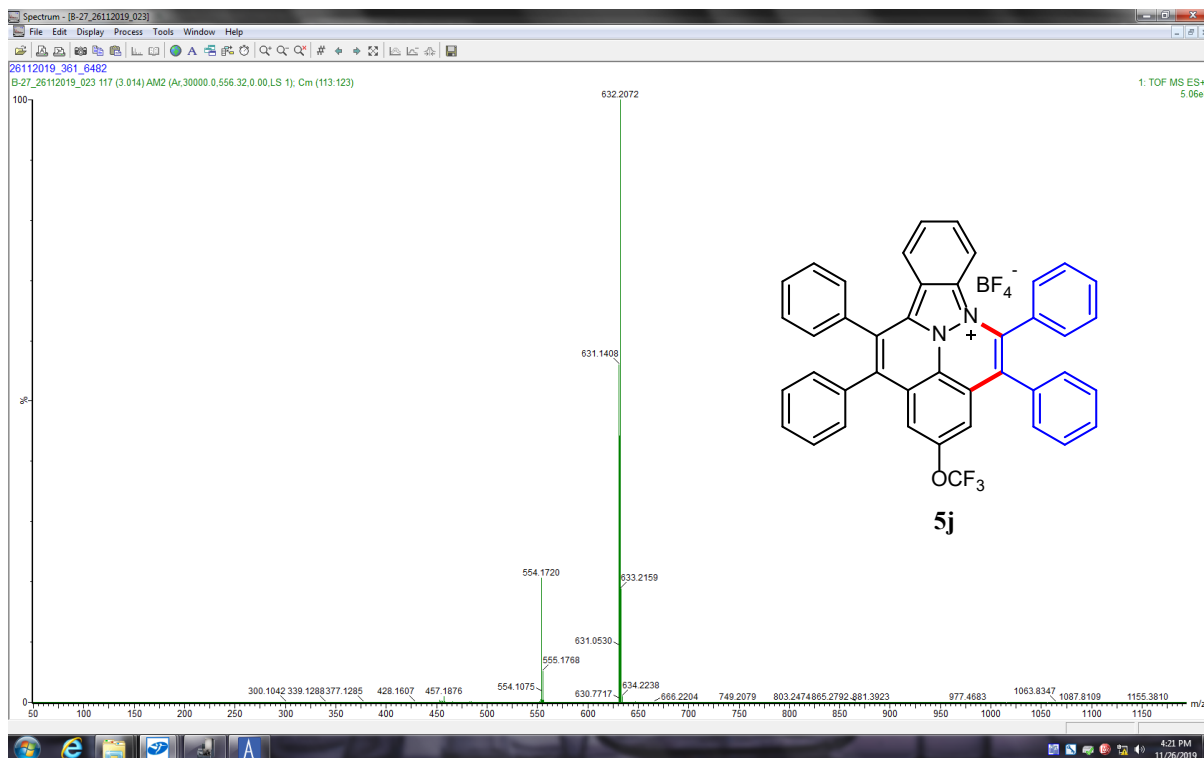 Spectrum - [B-27_26112019_023]
File Edit Display Process Tools Window Help
26112019_361_6482
B-27_26112019_023 117 (3.014) AM2 (Ar,30000.0,556.32,0.00,LS 1); Cm (113:123)
1: TOF MS ES+
5.06e
100
%
0
632.2072
631.1408
554.1720
633.2159
631.0530
555.1768
554.1075
630.7717
634.2238
300.1042
339.1288
377.1285
428.1607
457.1876
666.2204
749.2079
803.2474
865.2792
881.3923
977.4683
1063.8347
1087.8109
1155.3810
m/z
50 100 150 200 250 300 350 400 450 500 550 600 650 700 750 800 850 900 950 1000 1050 1100 1150
BF4-
N
N
+
OCF3
5j
4:21 PM
11/26/2019